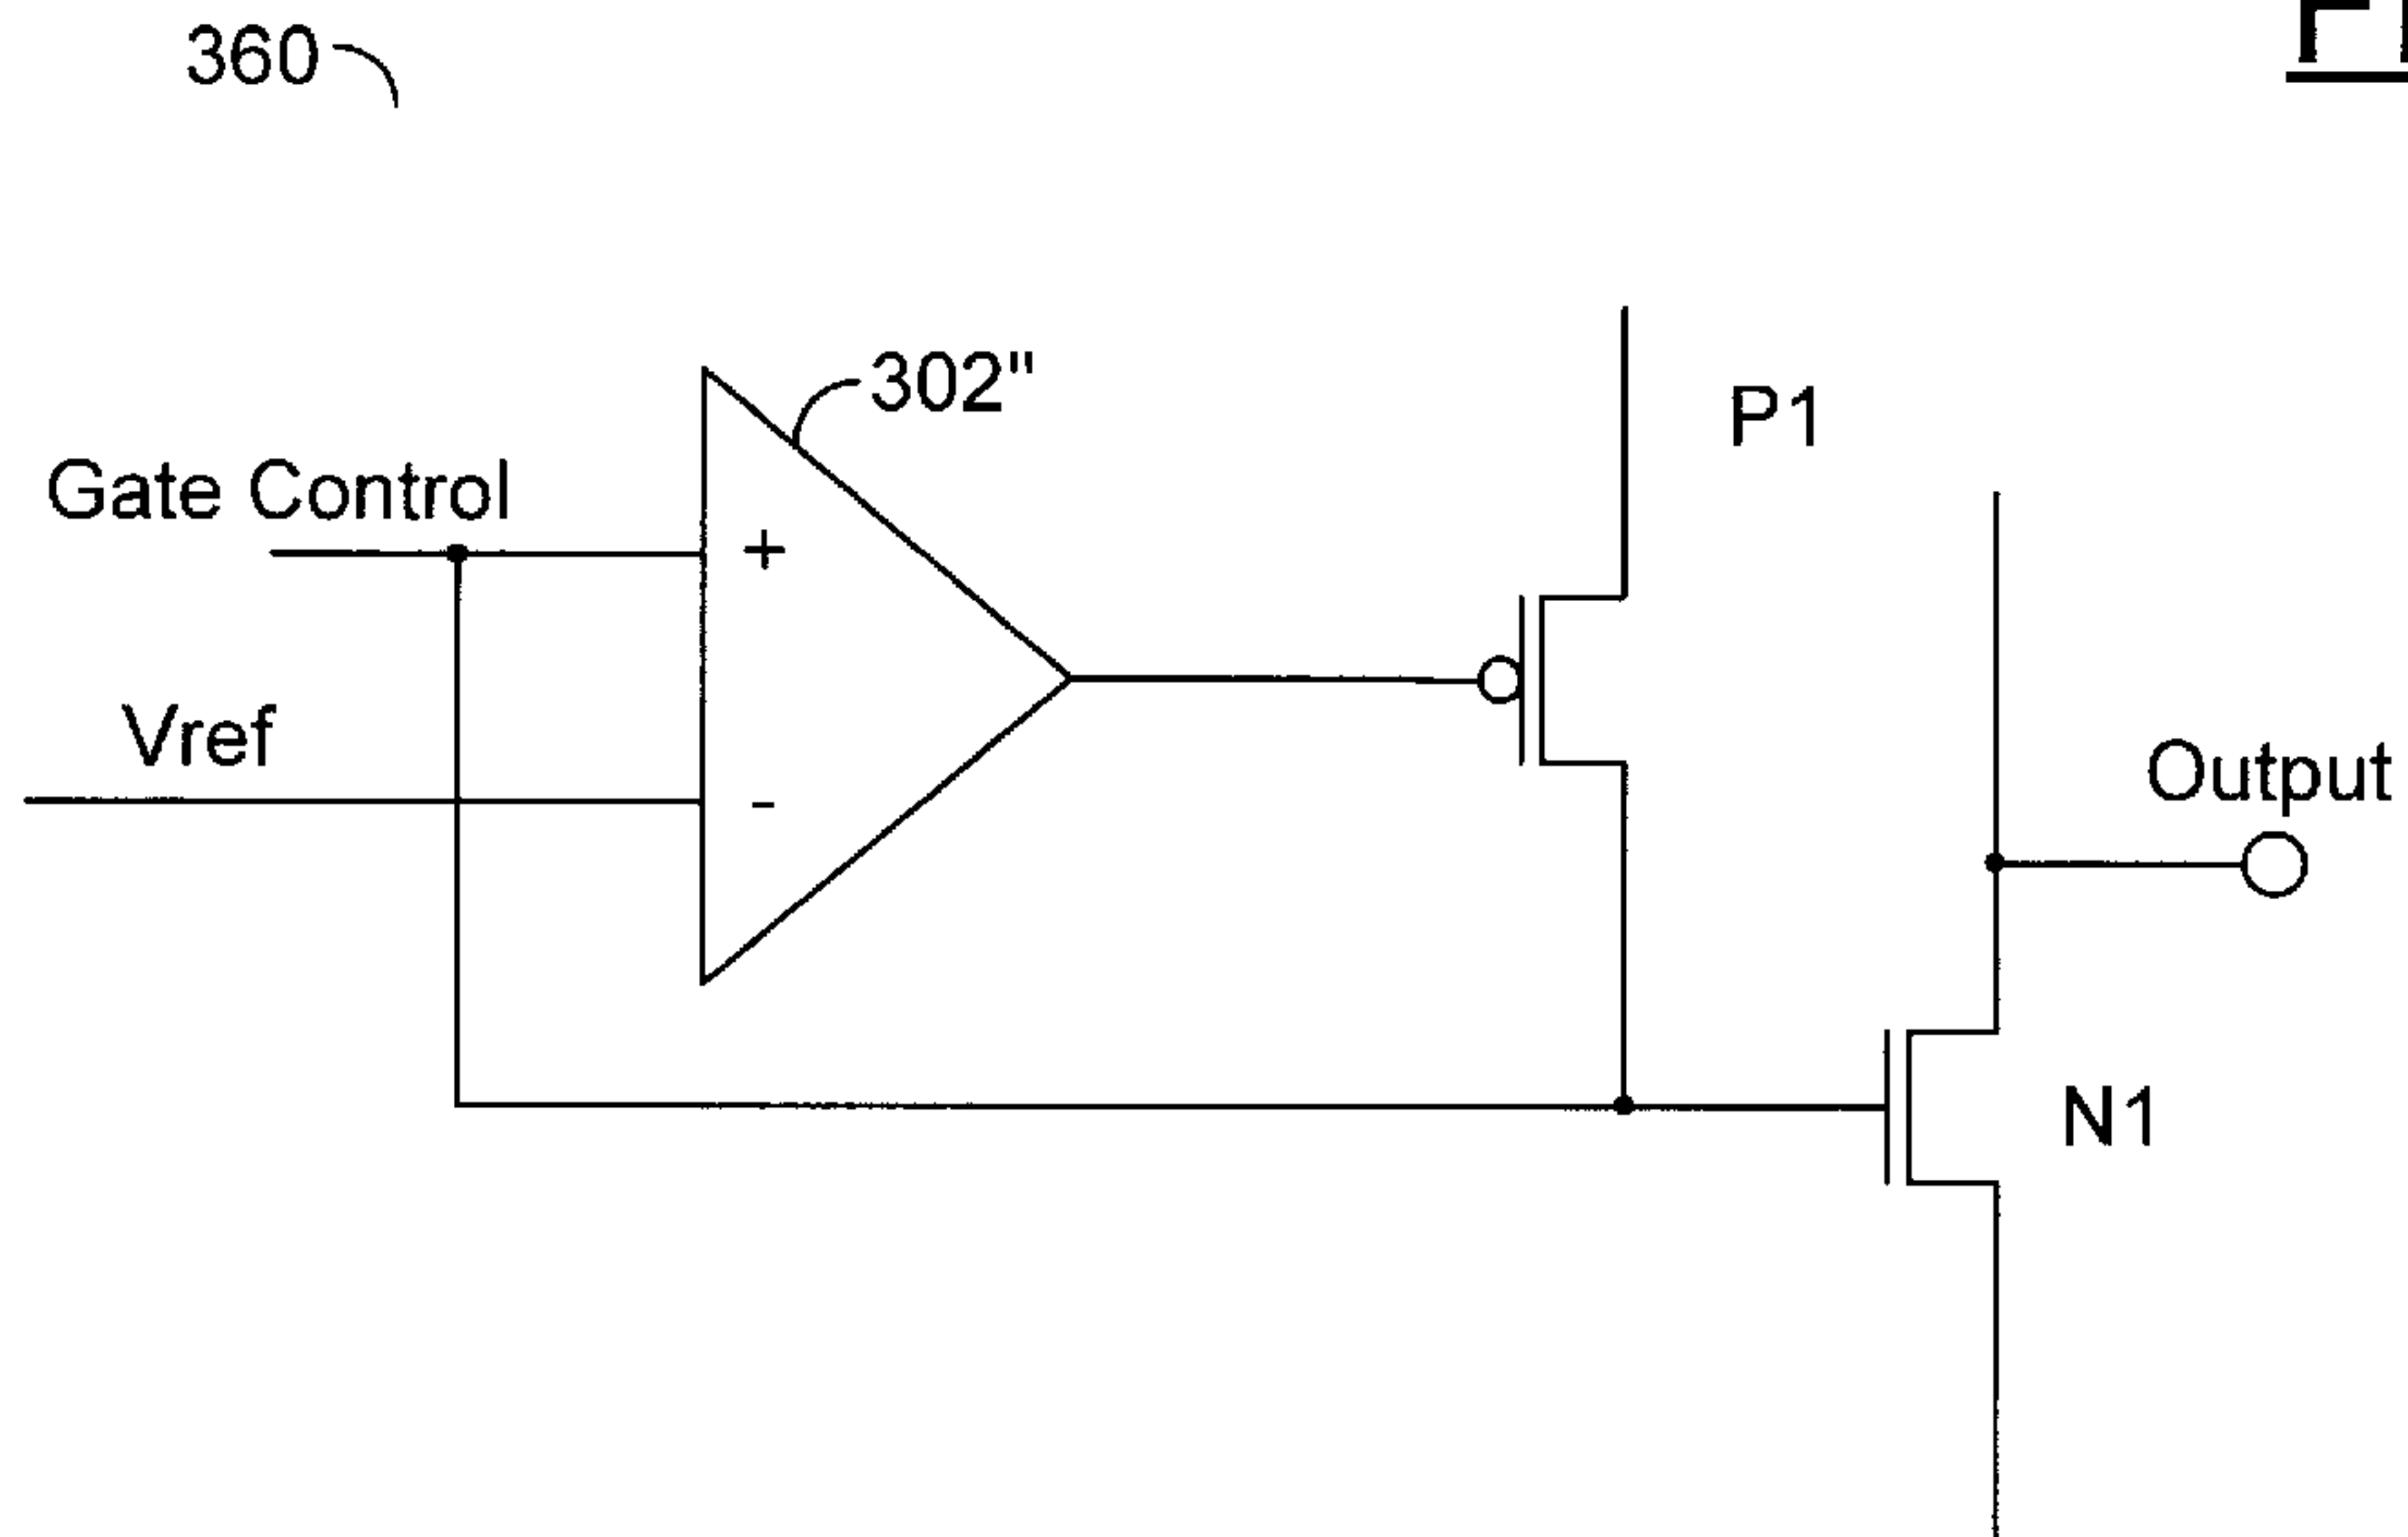 360
302"
P1
Gate Control
+
Vref
-
Output
N1